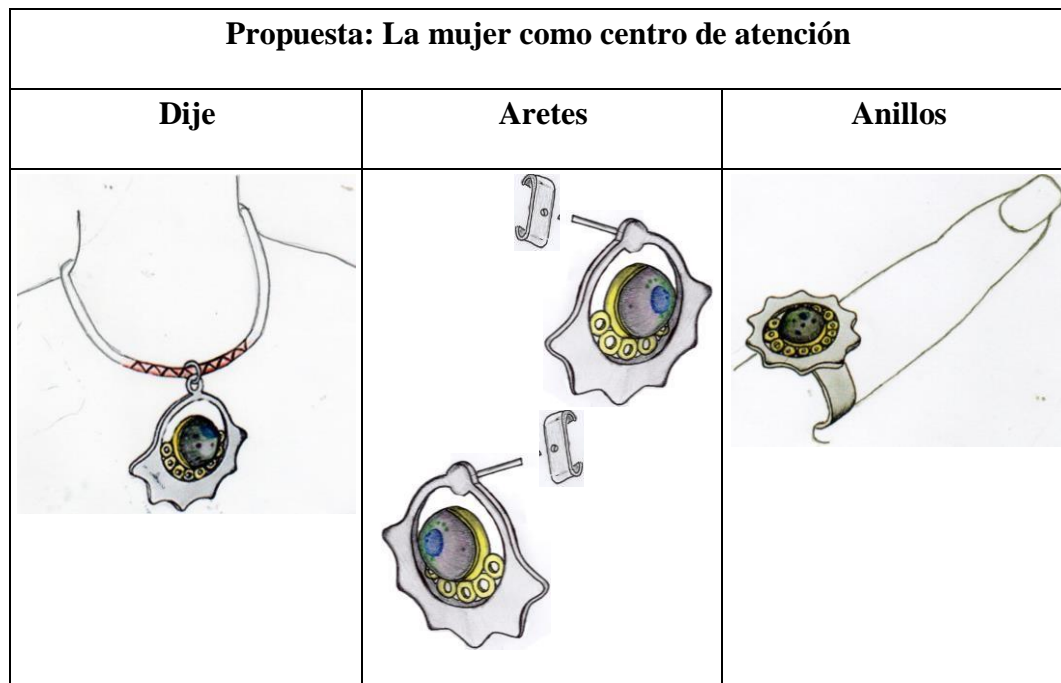 Propuesta: La mujer como centro de atención
Dije
Aretes
Anillos